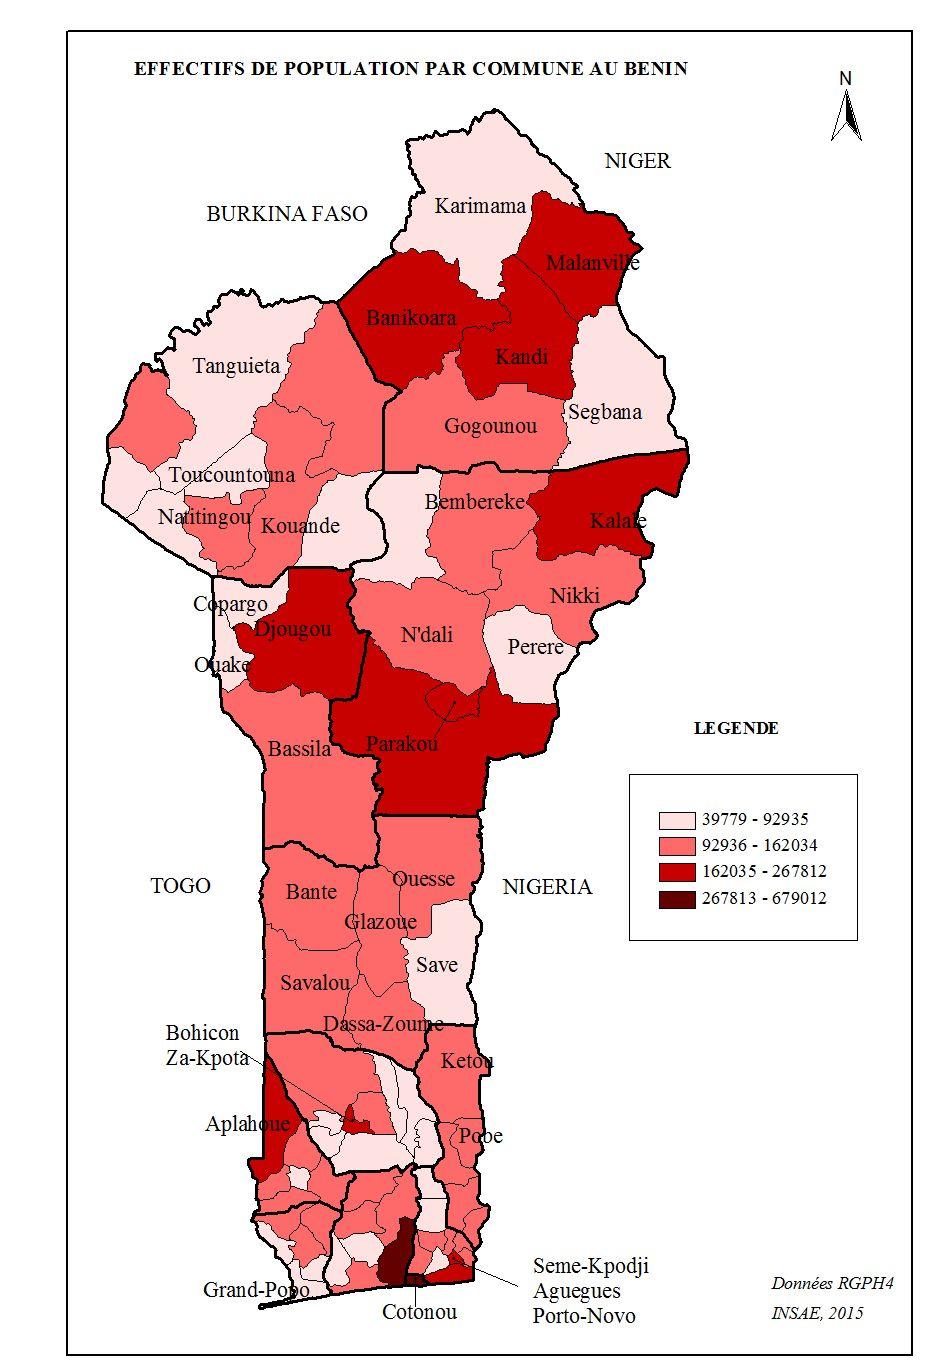 EFFECTIFS DE POPULATION PAR COMMUNE AU BENIN
N
NIGER
BURKINA FASO
Karimama
Malanville
Banikoara
Kandi
Tanguieta
Segbana
Gogounou
Toucountouna
Bembereke
Natitingou
Kouande
Kalale
Nikki
Copargo
Djougou
N'dali
Perere
Ouake
Parakou
Bassila
LEGENDE
39779 - 92935
92936 - 162034
162035 - 267812
267813 - 679012
TOGO
NIGERIA
Ouesse
Bante
Glazoue
Save
Savalou
Dassa-Zoume
Bohicon
Za-Kpota
Ketou
Aplahoue
Pobe
Seme-Kpodji
Aguegues
Porto-Novo
Grand-Popo
Cotonou
Données RGPH4
INSAE, 2015